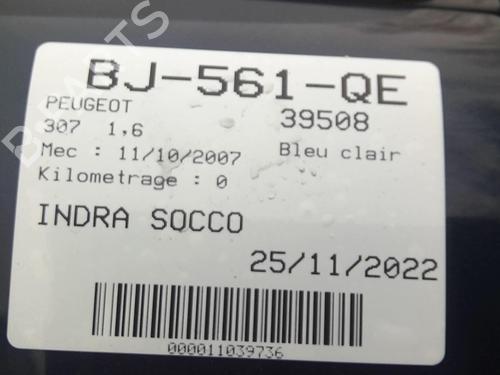 BJ-561-QE
PEUGEOT 39508
307 1,6
Mec : 11/10/2007 Bleu clair
Kilometrage : 0
INDRA SOCCO
25/11/2022
000011039736